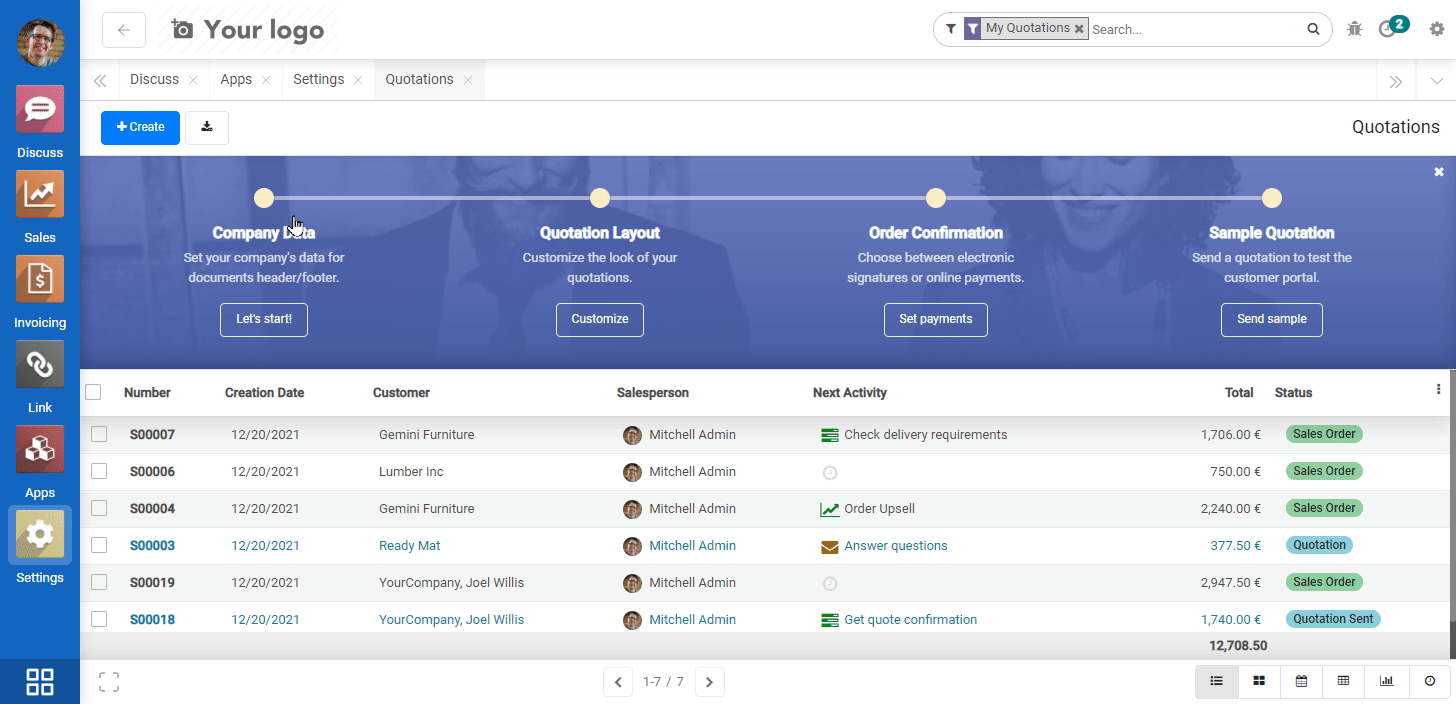 Your logo
My Quotations
Search...
2
Discuss
Apps
Settings
Quotations
Create
Quotations
Discuss
Sales
Invoicing
Link
Apps
Settings
Company Data
Set your company's data for
documents header/footer.
Let's start!
Quotation Layout
Customize the look of your
quotations.
Customize
Order Confirmation
Choose between electronic
signatures or online payments.
Set payments
Sample Quotation
Send a quotation to test the
customer portal.
Send sample
Number Creation Date Customer Salesperson Next Activity Total Status
S00007 12/20/2021 Gemini Furniture Mitchell Admin Check delivery requirements 1,706.00 € Sales Order
S00006 12/20/2021 Lumber Inc Mitchell Admin 750.00 € Sales Order
S00004 12/20/2021 Gemini Furniture Mitchell Admin Order Upsell 2,240.00 € Sales Order
S00003 12/20/2021 Ready Mat Mitchell Admin Answer questions 377.50 € Quotation
S00019 12/20/2021 YourCompany, Joel Willis Mitchell Admin 2,947.50 € Sales Order
S00018 12/20/2021 YourCompany, Joel Willis Mitchell Admin Get quote confirmation 1,740.00 € Quotation Sent
12,708.50
1-7 / 7